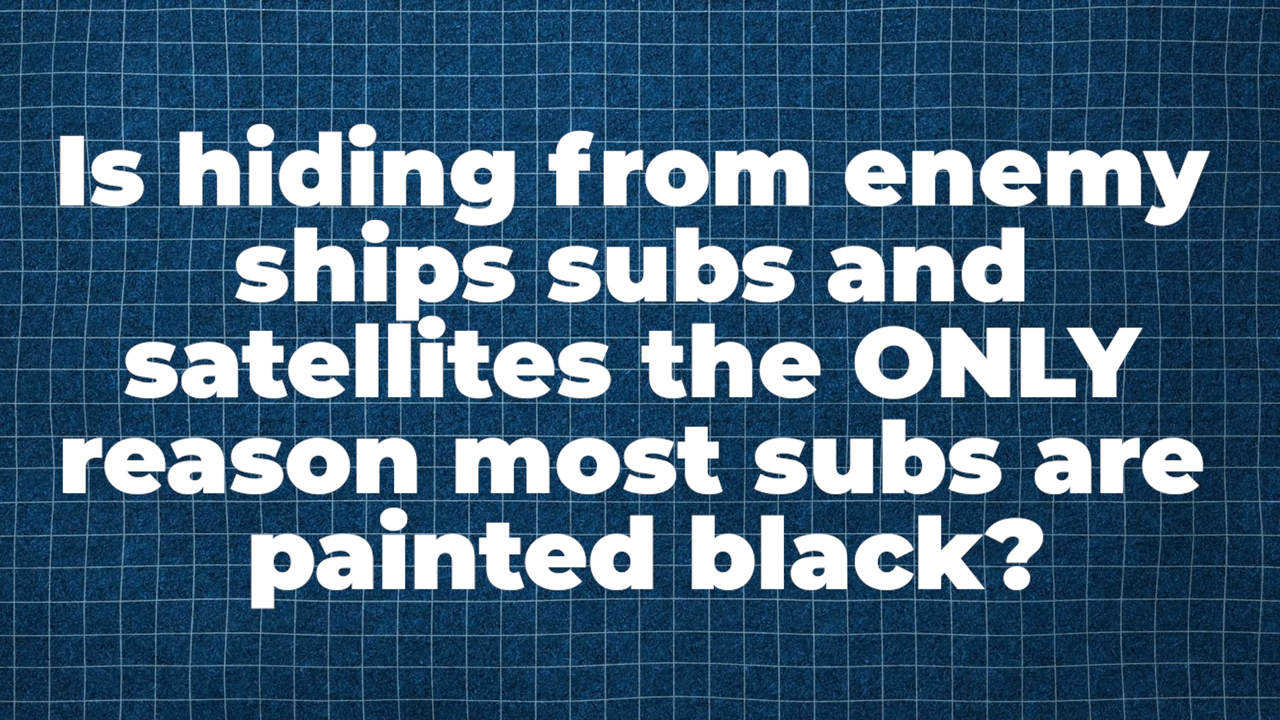 Is hiding from enemy
ships subs and
satellites the ONLY
reason most subs are
painted black?